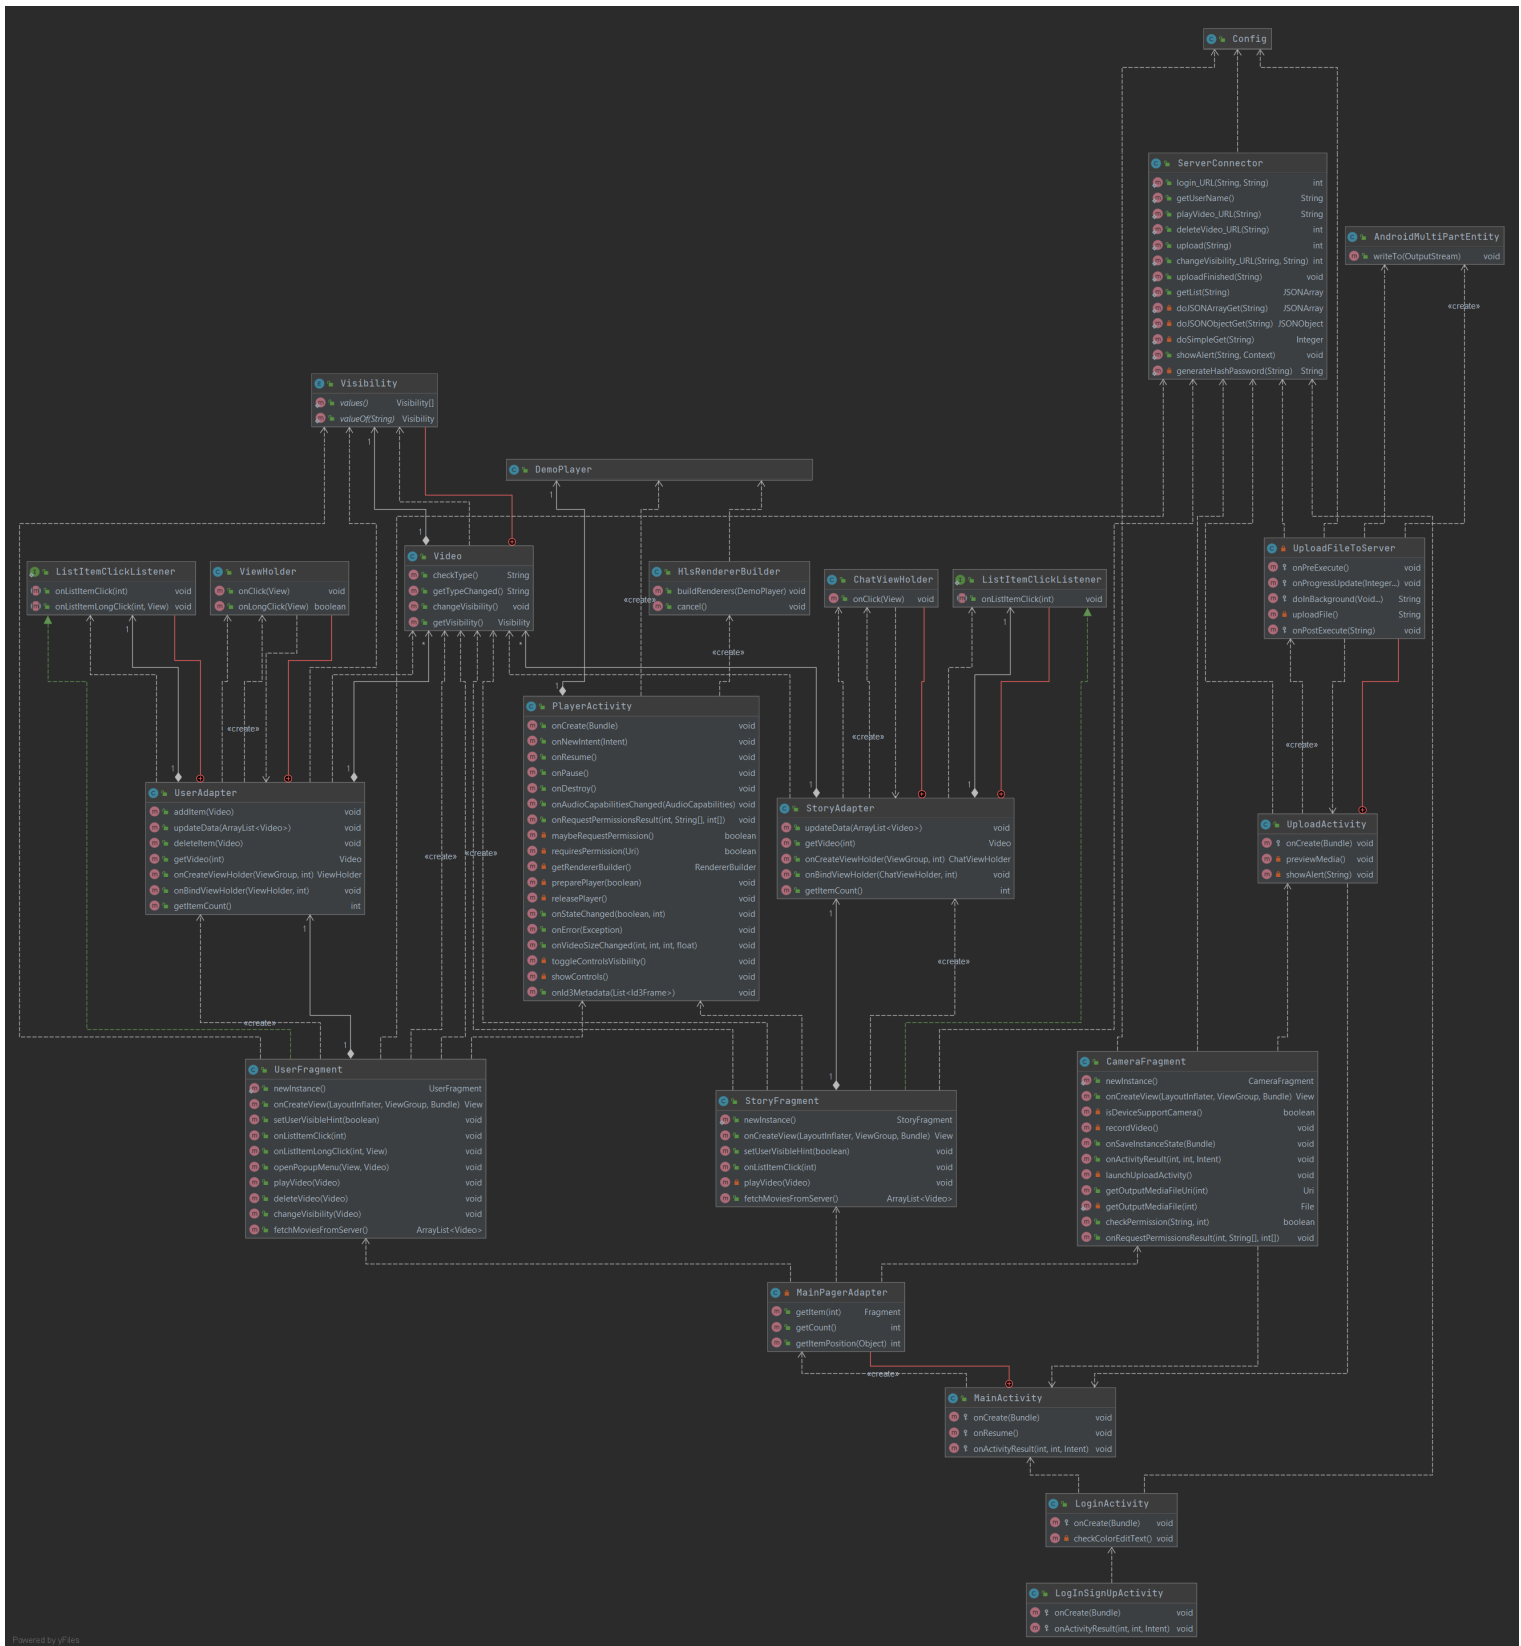 Config
ServerConnector
login_URL(String, String) int
getUserName() String
playVideo_URL(String) String
deleteVideo_URL(String) int
upload(String) int
changeVisibility_URL(String, String) int
uploadFinished(String) void
getList(String) JSONArray
doJSONArrayGet(String) JSONArray
doJSONObjectGet(String) JSONObject
doSimpleGet(String) Integer
showAlert(String, Context) void
generateHashPassword(String) String
AndroidMultiPartEntity
writeTo(OutputStream) void
«create»
Visibility
values() Visibility[]
valueOf(String) Visibility
1
DemoPlayer
1
1
Video
checkType() String
getTypeChanged() String
changeVisibility() void
getVisibility() Visibility
*
*
UploadFileToServer
onPreExecute() void
onProgressUpdate(Integer...) void
doInBackground(Void...) String
uploadFile() String
onPostExecute(String) void
ListItemClickListener
onListItemClick(int) void
onListItemLongClick(int, View) void
1
ViewHolder
onClick(View) void
onLongClick(View) boolean
HlsRendererBuilder
buildRenderers(DemoPlayer) void
cancel() void
«create»
«create»
ChatViewHolder
onClick(View) void
ListItemClickListener
onListItemClick(int) void
1
1
PlayerActivity
onCreate(Bundle) void
onNewIntent(Intent) void
onResume() void
onPause() void
onDestroy() void
onAudioCapabilitiesChanged(AudioCapabilities) void
onRequestPermissionsResult(int, String[], int[]) void
maybeRequestPermission() boolean
requiresPermission(Uri) boolean
getRendererBuilder() RendererBuilder
preparePlayer(boolean) void
releasePlayer() void
onStateChanged(boolean, int) void
onError(Exception) void
onVideoSizeChanged(int, int, int, float) void
toggleControlsVisibility() void
showControls() void
onId3Metadata(List<Id3Frame>) void
«create»
«create»
«create»
1
1
UserAdapter
addItem(Video) void
updateData(ArrayList<Video>) void
deleteItem(Video) void
getVideo(int) Video
onCreateViewHolder(ViewGroup, int) ViewHolder
onBindViewHolder(ViewHolder, int) void
getItemCount() int
1
1
1
StoryAdapter
updateData(ArrayList<Video>) void
getVideo(int) Video
onCreateViewHolder(ViewGroup, int) ChatViewHolder
onBindViewHolder(ChatViewHolder, int) void
getItemCount() int
1
UploadActivity
onCreate(Bundle) void
previewMedia() void
showAlert(String) void
«create»
«create»
«create»
«create»
1
UserFragment
newInstance() UserFragment
onCreateView(LayoutInflater, ViewGroup, Bundle) View
setUserVisibleHint(boolean) void
onListItemClick(int) void
onListItemLongClick(int, View) void
openPopupMenu(View, Video) void
playVideo(Video) void
deleteVideo(Video) void
changeVisibility(Video) void
fetchMoviesFromServer() ArrayList<Video>
1
StoryFragment
newInstance() StoryFragment
onCreateView(LayoutInflater, ViewGroup, Bundle) View
setUserVisibleHint(boolean) void
onListItemClick(int) void
playVideo(Video) void
fetchMoviesFromServer() ArrayList<Video>
CameraFragment
newInstance() CameraFragment
onCreateView(LayoutInflater, ViewGroup, Bundle) View
isDeviceSupportCamera() boolean
recordVideo() void
onSaveInstanceState(Bundle) void
onActivityResult(int, int, Intent) void
launchUploadActivity() void
getOutputMediaFileUri(int) Uri
getOutputMediaFile(int) File
checkPermission(String, int) boolean
onRequestPermissionsResult(int, String[], int[]) void
MainPagerAdapter
getItem(int) Fragment
getCount() int
getItemPosition(Object) int
«create»
MainActivity
onCreate(Bundle) void
onResume() void
onActivityResult(int, int, Intent) void
LoginActivity
onCreate(Bundle) void
checkColorEditText() void
LogInSignUpActivity
onCreate(Bundle) void
onActivityResult(int, int, Intent) void
Powered by yFiles